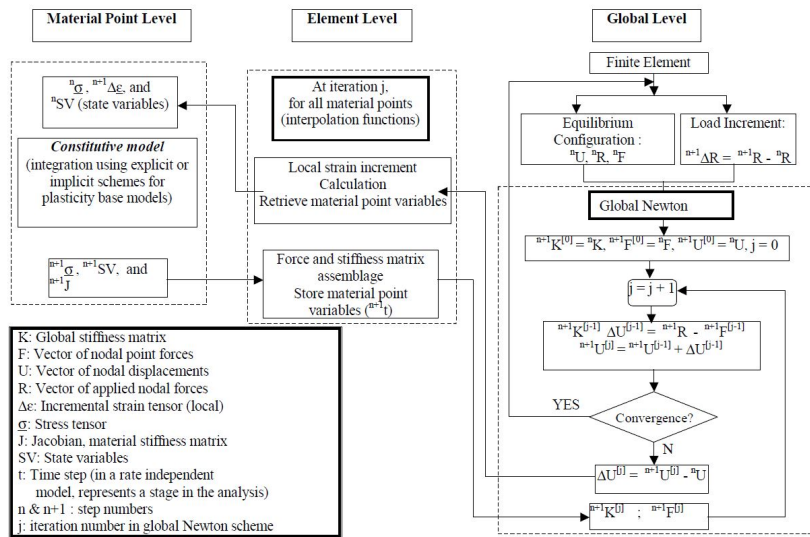 Material Point Level
Element Level
Global Level
ⁿσ, ⁿ⁺¹Δε, and
ⁿSV (state variables)
Constitutive model
(integration using explicit or
implicit schemes for
plasticity base models)
ⁿ⁺¹σ, ⁿ⁺¹SV, and
ⁿ⁺¹J
At iteration j,
for all material points
(interpolation functions)
Local strain increment
Calculation
Retrieve material point variables
Force and stiffness matrix
assemblage
Store material point
variables (ⁿ⁺¹t)
Finite Element
Equilibrium
Configuration :
ⁿU, ⁿR, ⁿF
Load Increment:
ⁿ⁺¹ΔR = ⁿ⁺¹R - ⁿR
Global Newton
ⁿ⁺¹K[0] = ⁿK, ⁿ⁺¹F[0] = ⁿF, ⁿ⁺¹U[0] = ⁿU, j = 0
j = j + 1
ⁿ⁺¹K[j-1] ΔU[j-1] = ⁿ⁺¹R - ⁿ⁺¹F[j-1]
ⁿ⁺¹U[j] = ⁿ⁺¹U[j-1] + ΔU[j-1]
YES
Convergence?
N
ΔU[j] = ⁿ⁺¹U[j] - ⁿU
ⁿ⁺¹K[j] ; ⁿ⁺¹F[j]
K: Global stiffness matrix
F: Vector of nodal point forces
U: Vector of nodal displacements
R: Vector of applied nodal forces
Δε: Incremental strain tensor (local)
σ: Stress tensor
J: Jacobian, material stiffness matrix
SV: State variables
t: Time step (in a rate independent
model, represents a stage in the analysis)
n & n+1 : step numbers
j: iteration number in global Newton scheme